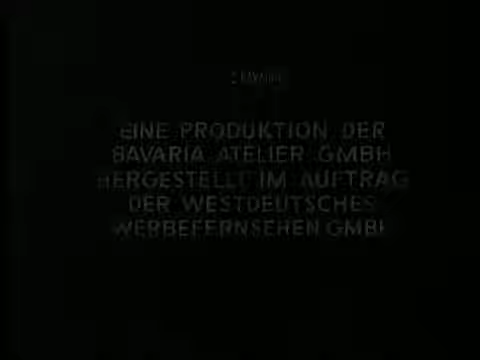 EINE PRODUKTION DER
BAVARIA ATELIER GMBH
HERGESTELLT IM AUFTRAG
DER WESTDEUTSCHES
WERBEFERNSEHEN GMBH